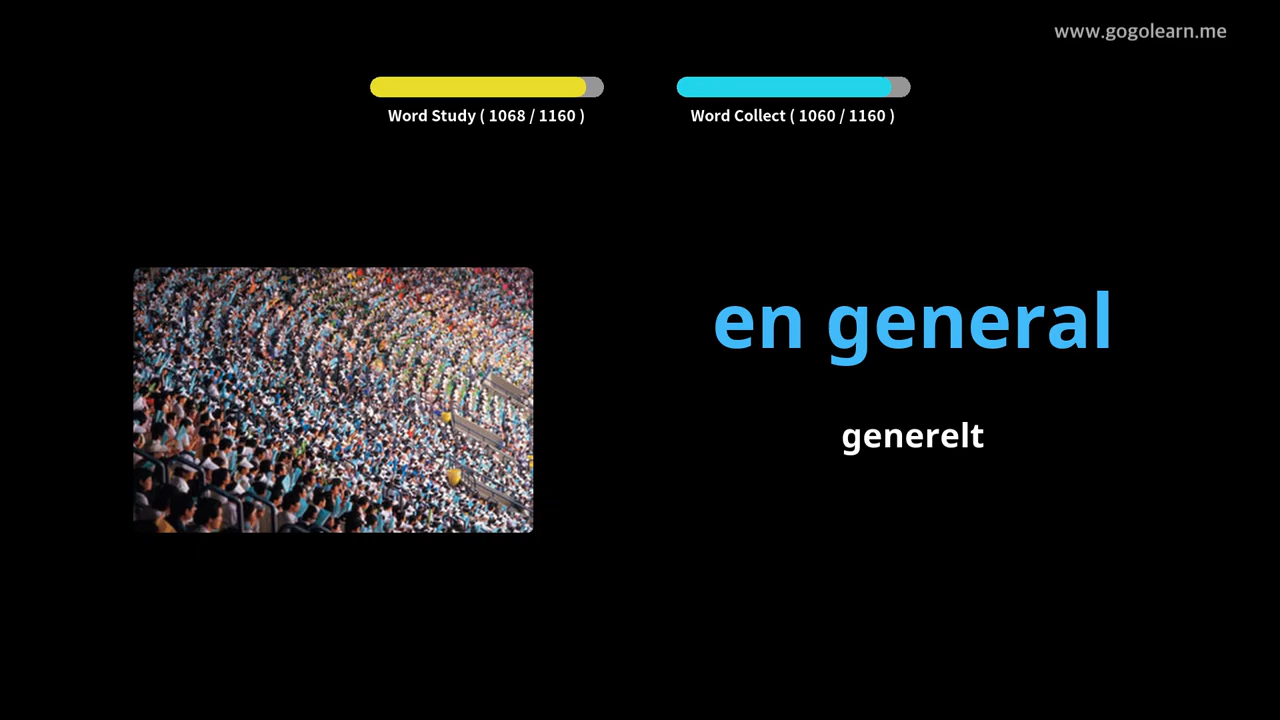 www.gogolearn.me
Word Study ( 1068 / 1160 )
Word Collect ( 1060 / 1160 )
en general
generelt